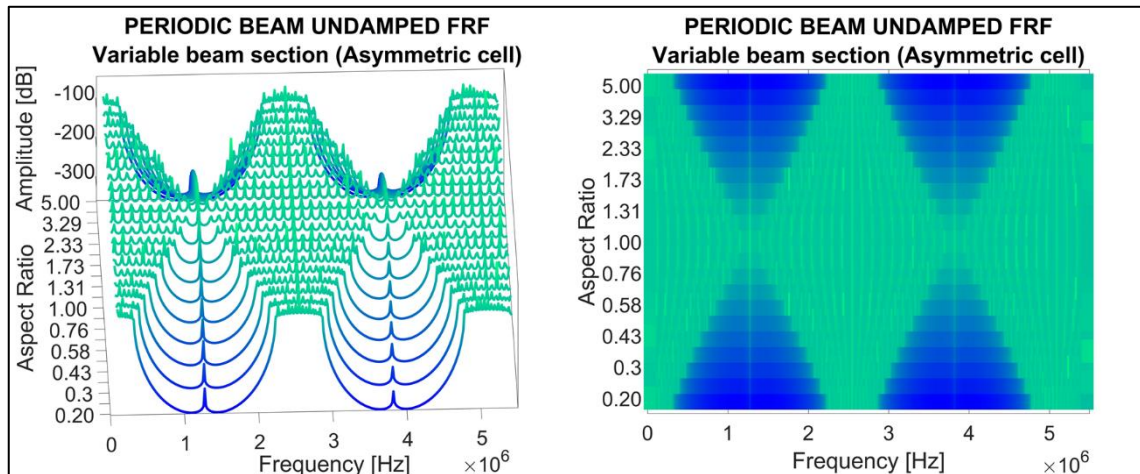 PERIODIC BEAM UNDAMPED FRF
Variable beam section (Asymmetric cell)
Amplitude [dB]
-100
-200
-300
Aspect Ratio
5.00
3.29
2.33
1.73
1.31
1.00
0.76
0.58
0.43
0.3
0.20
0 1 2 3 4 5
Frequency [Hz] ×10⁶
PERIODIC BEAM UNDAMPED FRF
Variable beam section (Asymmetric cell)
Aspect Ratio
5.00
3.29
2.33
1.73
1.31
1.00
0.76
0.58
0.43
0.3
0.20
0 1 2 3 4 5
Frequency [Hz] ×10⁶